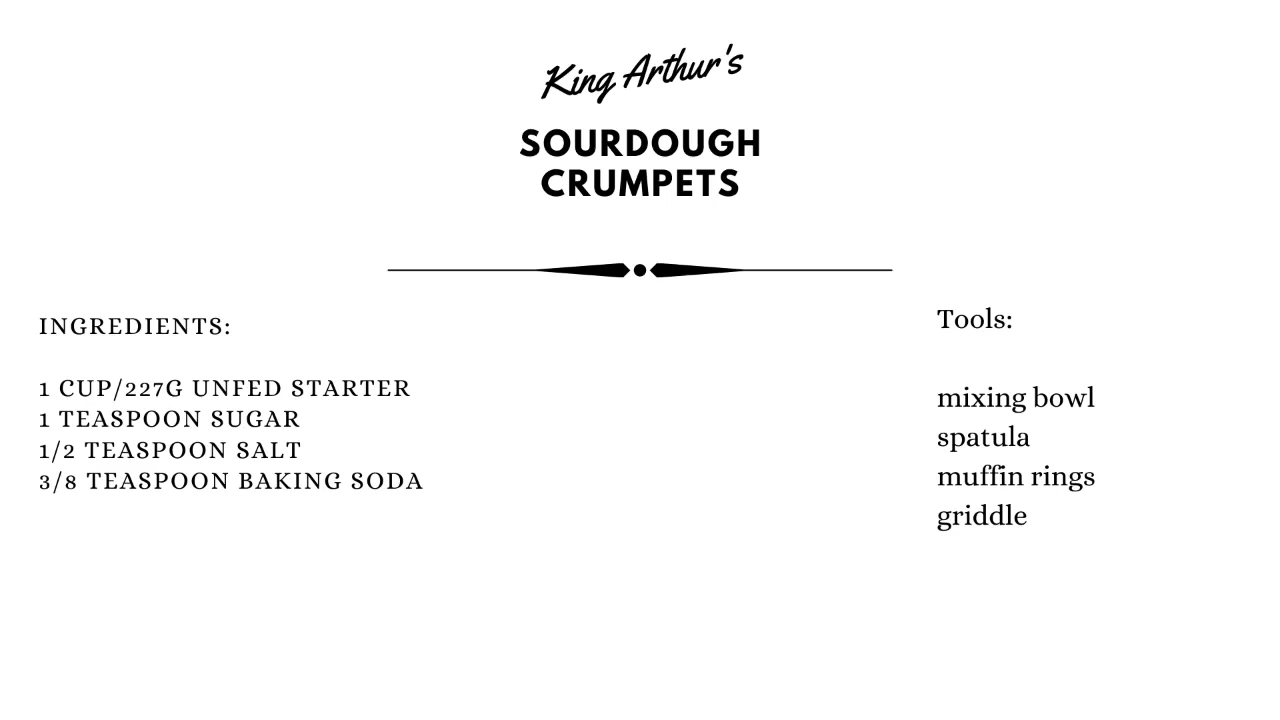 King Arthur's
SOURDOUGH
CRUMPETS
INGREDIENTS:
1 CUP/227G UNFED STARTER
1 TEASPOON SUGAR
1/2 TEASPOON SALT
3/8 TEASPOON BAKING SODA
Tools:
mixing bowl
spatula
muffin rings
griddle